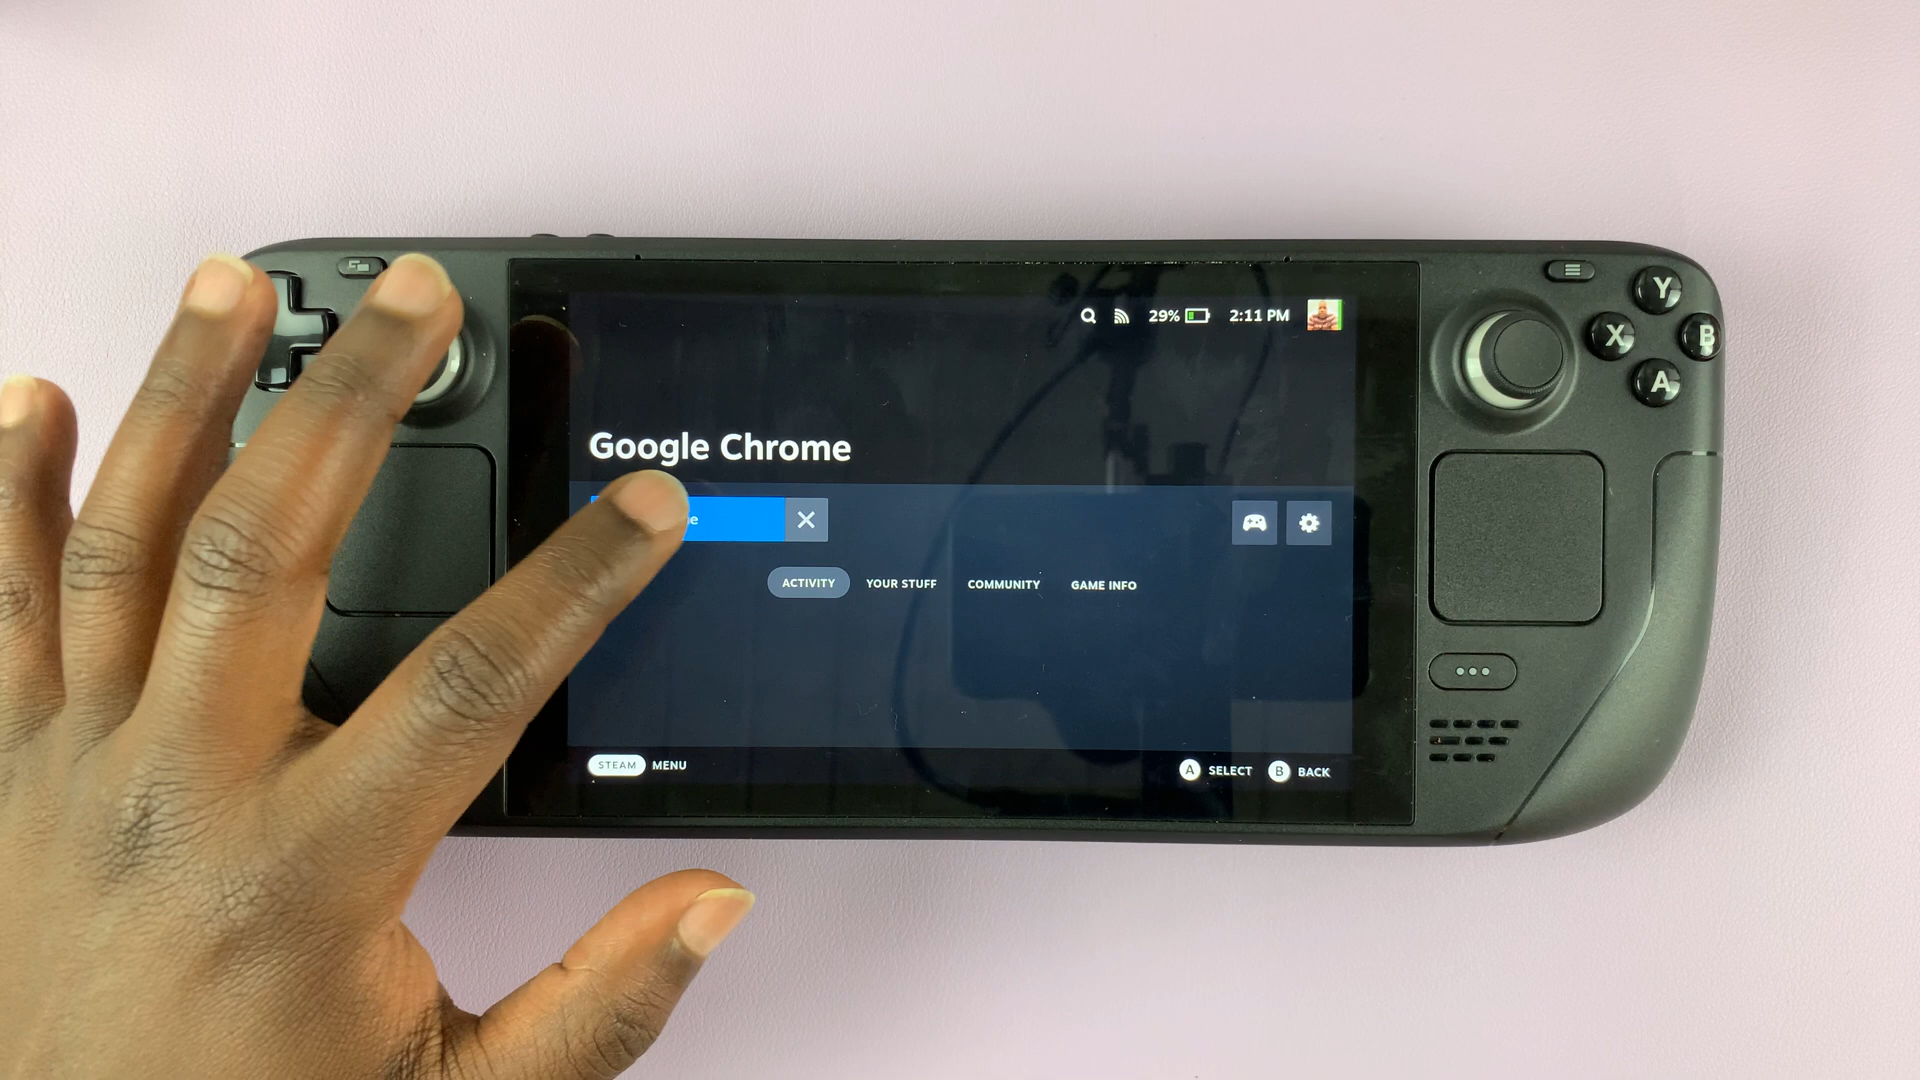 29% 2:11 PM
Y
X B
A
Google Chrome
ACTIVITY YOUR STUFF COMMUNITY GAME INFO
STEAM MENU
A SELECT B BACK